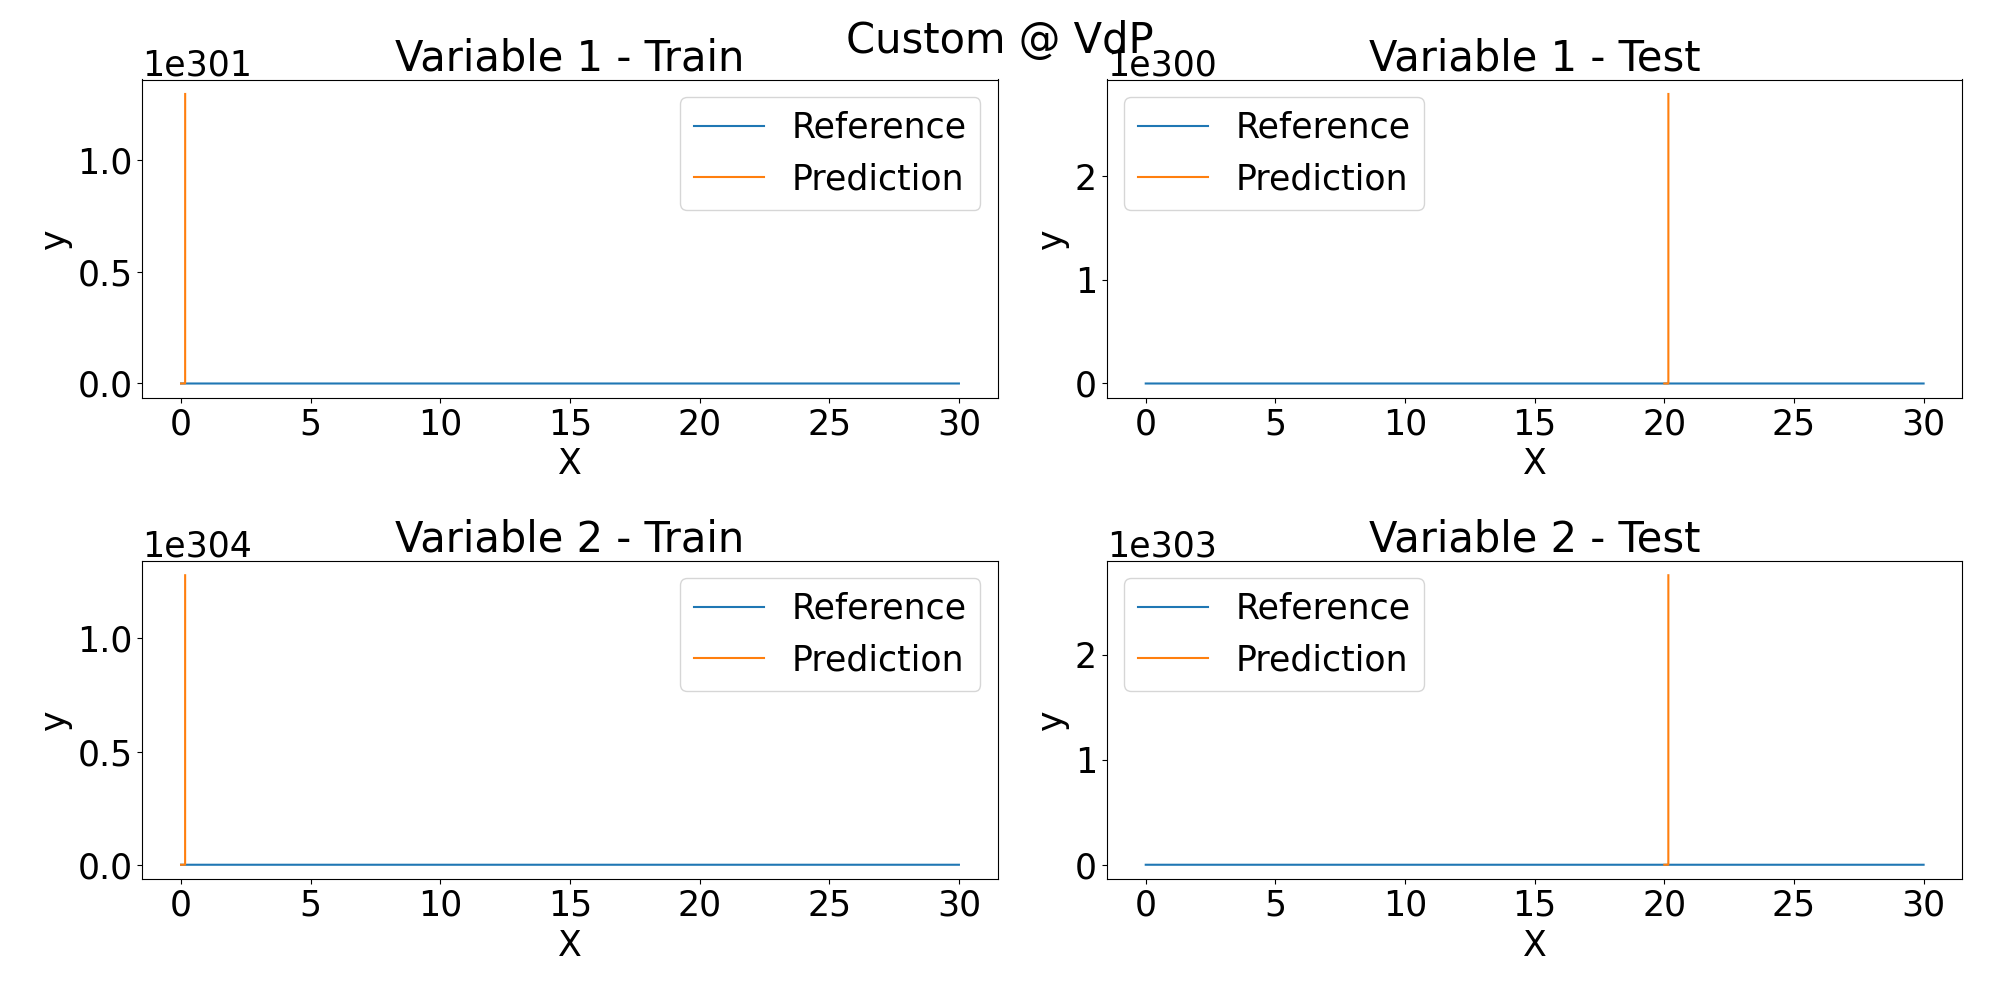 Custom @ VdP
Variable 1 - Train
1e301
Reference
Prediction
1.0
0.5
0.0
y
0 5 10 15 20 25 30
X
Variable 1 - Test
1e300
Reference
Prediction
2
1
0
y
0 5 10 15 20 25 30
X
Variable 2 - Train
1e304
Reference
Prediction
1.0
0.5
0.0
y
0 5 10 15 20 25 30
X
Variable 2 - Test
1e303
Reference
Prediction
2
1
0
y
0 5 10 15 20 25 30
X